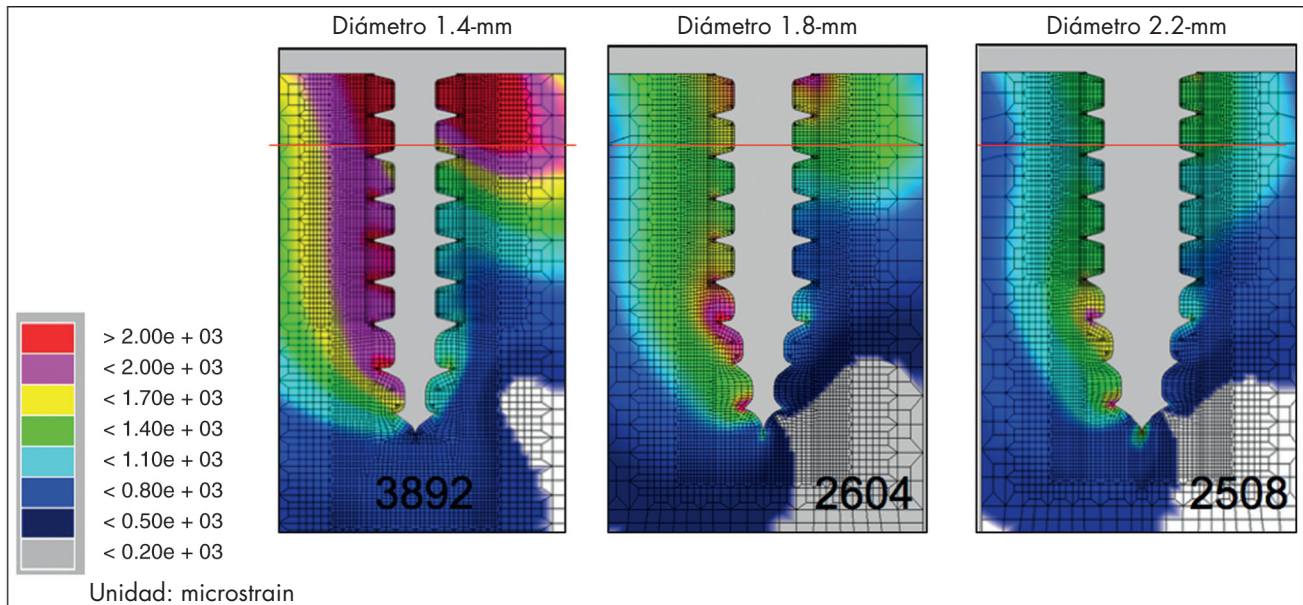 Diámetro 1.4-mm
Diámetro 1.8-mm
Diámetro 2.2-mm
3892
2604
2508
> 2.00e + 03
< 2.00e + 03
< 1.70e + 03
< 1.40e + 03
< 1.10e + 03
< 0.80e + 03
< 0.50e + 03
< 0.20e + 03
Unidad: microstrain